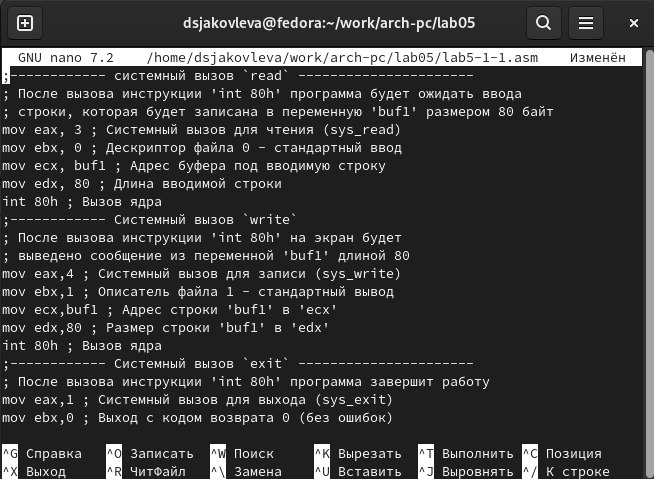 dsjakovleva@fedora:~/work/arch-pc/lab05
GNU nano 7.2 /home/dsjakovleva/work/arch-pc/lab05/lab5-1-1.asm Изменён
;------------ системный вызов `read` ----------------------
; После вызова инструкции 'int 80h' программа будет ожидать ввода
; строки, которая будет записана в переменную 'buf1' размером 80 байт
mov eax, 3 ; Системный вызов для чтения (sys_read)
mov ebx, 0 ; Дескриптор файла 0 - стандартный ввод
mov ecx, buf1 ; Адрес буфера под вводимую строку
mov edx, 80 ; Длина вводимой строки
int 80h ; Вызов ядра
;------------ Системный вызов `write`
; После вызова инструкции 'int 80h' на экран будет
; выведено сообщение из переменной 'buf1' длиной 80
mov eax,4 ; Системный вызов для записи (sys_write)
mov ebx,1 ; Описатель файла 1 - стандартный вывод
mov ecx,buf1 ; Адрес строки 'buf1' в 'ecx'
mov edx,80 ; Размер строки 'buf1' в 'edx'
int 80h ; Вызов ядра
;------------ Системный вызов `exit` ----------------------
; После вызова инструкции 'int 80h' программа завершит работу
mov eax,1 ; Системный вызов для выхода (sys_exit)
mov ebx,0 ; Выход с кодом возврата 0 (без ошибок)
^G Справка ^O Записать ^W Поиск ^K Вырезать ^T Выполнить ^C Позиция
^X Выход ^R ЧитФайл ^\ Замена ^U Вставить ^J Выровнять ^/ К строке